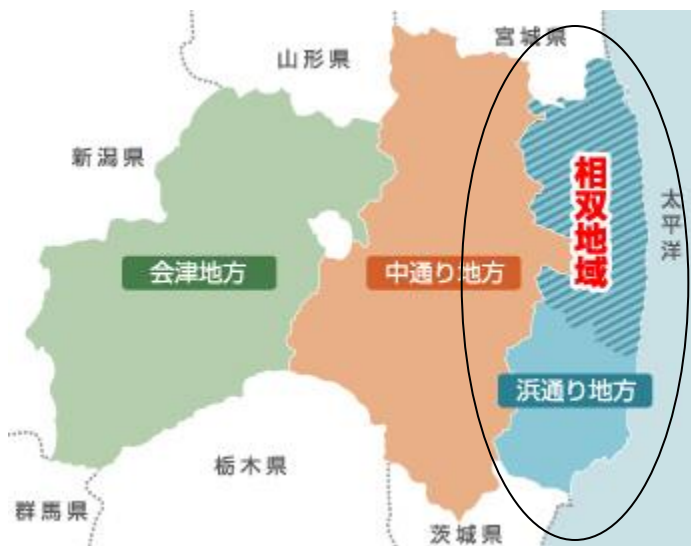 宮城県
山形県
新潟県
相双地域
太平洋
会津地方
中通り地方
浜通り地方
栃木県
群馬県
茨城県